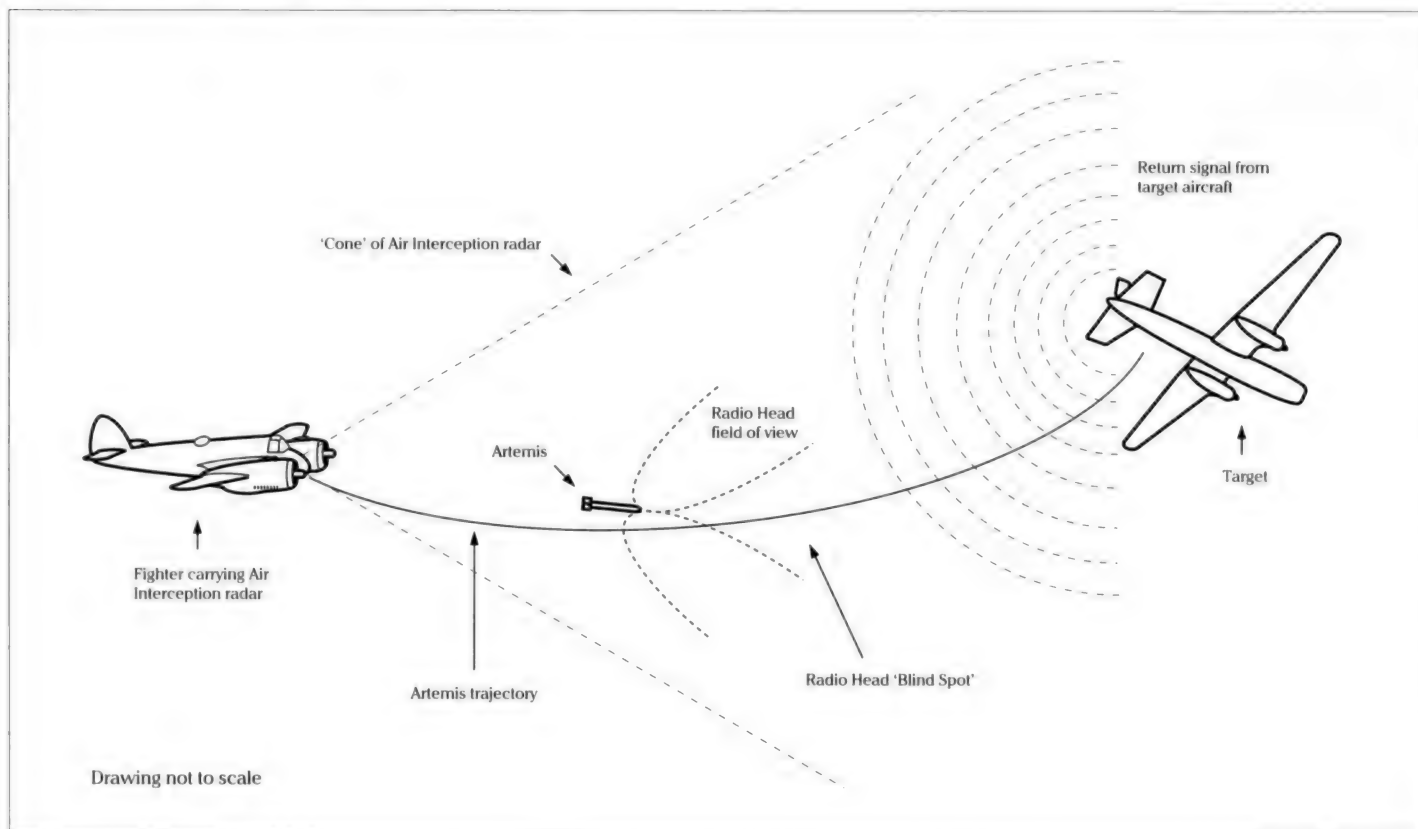 Return signal from
target aircraft
'Cone' of Air Interception radar
Radio Head
field of view
Artemis
Target
Fighter carrying Air
Interception radar
Radio Head 'Blind Spot'
Artemis trajectory
Drawing not to scale